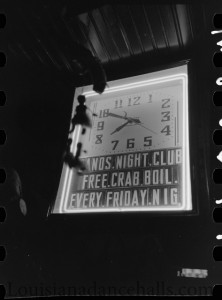 12
11 1
10 2
9 3
8 4
7 6 5
ANDS. NIGHT. CLUB
FREE. CRAB. BOIL.
EVERY. FRIDAY. NIG.
Louisianadancehalls.com